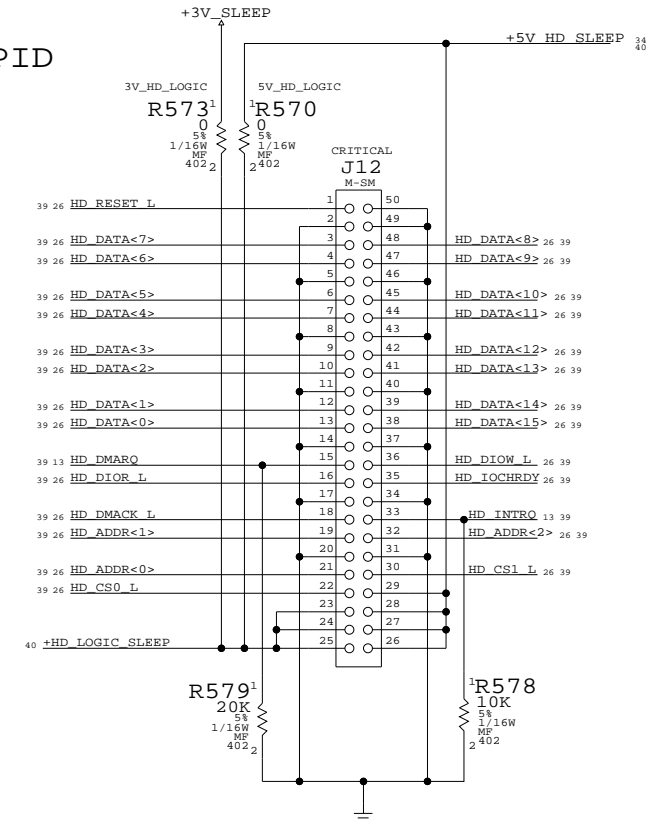 +3V_SLEEP
+5V_HD_SLEEP 34 40
PID
3V_HD_LOGIC 5V_HD_LOGIC
R573 1 1 R570
0 0
5% 5%
1/16W 1/16W
MF MF
402 2 2 402
CRITICAL
J12
M-SM
39 26 HD_RESET_L 1 50
2 49
39 26 HD_DATA<7> 3 48 HD_DATA<8> 26 39
39 26 HD_DATA<6> 4 47 HD_DATA<9> 26 39
5 46
39 26 HD_DATA<5> 6 45 HD_DATA<10> 26 39
39 26 HD_DATA<4> 7 44 HD_DATA<11> 26 39
8 43
39 26 HD_DATA<3> 9 42 HD_DATA<12> 26 39
39 26 HD_DATA<2> 10 41 HD_DATA<13> 26 39
11 40
39 26 HD_DATA<1> 12 39 HD_DATA<14> 26 39
39 26 HD_DATA<0> 13 38 HD_DATA<15> 26 39
14 37
39 13 HD_DMARQ 15 36 HD_DIOW_L 26 39
39 26 HD_DIOR_L 16 35 HD_IOCHRDY 26 39
17 34
39 26 HD_DMACK_L 18 33 HD_INTRQ 13 39
39 26 HD_ADDR<1> 19 32 HD_ADDR<2> 26 39
20 31
39 26 HD_ADDR<0> 21 30 HD_CS1_L 26 39
39 26 HD_CS0_L 22 29
23 28
24 27
40 +HD_LOGIC_SLEEP 25 26
R579 1 1 R578
20K 10K
5% 5%
1/16W 1/16W
MF MF
402 2 2 402